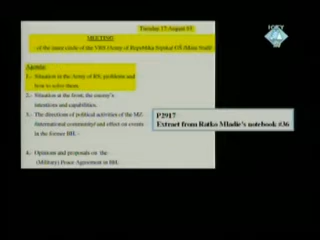 Tuesday 15 August 95
MEETING
of the inner circle of the VRS/Army of Republika Srpska/ GŠ /Main Staff/
Agenda:
1.- Situation in the Army of RS, problems and
how to solve them.
2.- Situation at the front, the enemy's
intentions and capabilities.
3.- The directions of political activities of the MZ/
/international community/ and effect on events
in the former BH. -
4.- Opinions and proposals on the
(Military) Peace Agreement in BH.
P2917
Extract from Ratko Mladic's notebook #36